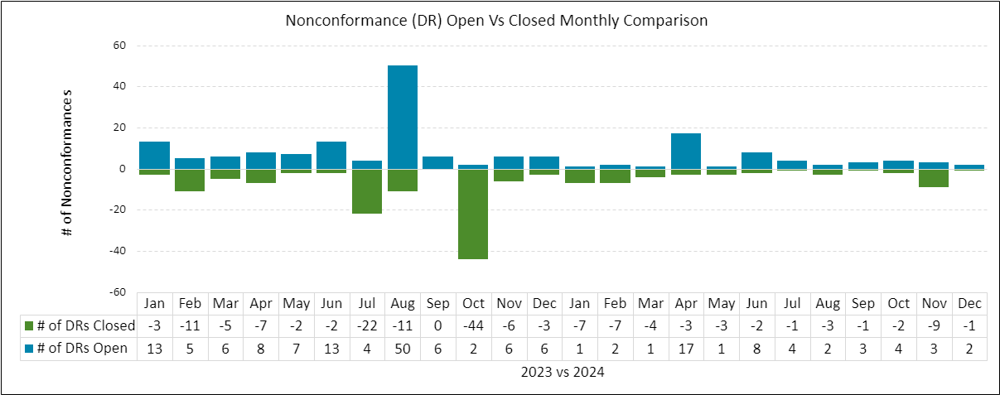 Nonconformance (DR) Open Vs Closed Monthly Comparison
# of Nonconformances
60
40
20
0
-20
-40
-60
Jan Feb Mar Apr May Jun Jul Aug Sep Oct Nov Dec Jan Feb Mar Apr May Jun Jul Aug Sep Oct Nov Dec
# of DRs Closed -3 -11 -5 -7 -2 -2 -22 -11 0 -44 -6 -3 -7 -7 -4 -3 -3 -2 -1 -3 -1 -2 -9 -1
# of DRs Open 13 5 6 8 7 13 4 50 6 2 6 6 1 2 1 17 1 8 4 2 3 4 3 2
2023 vs 2024